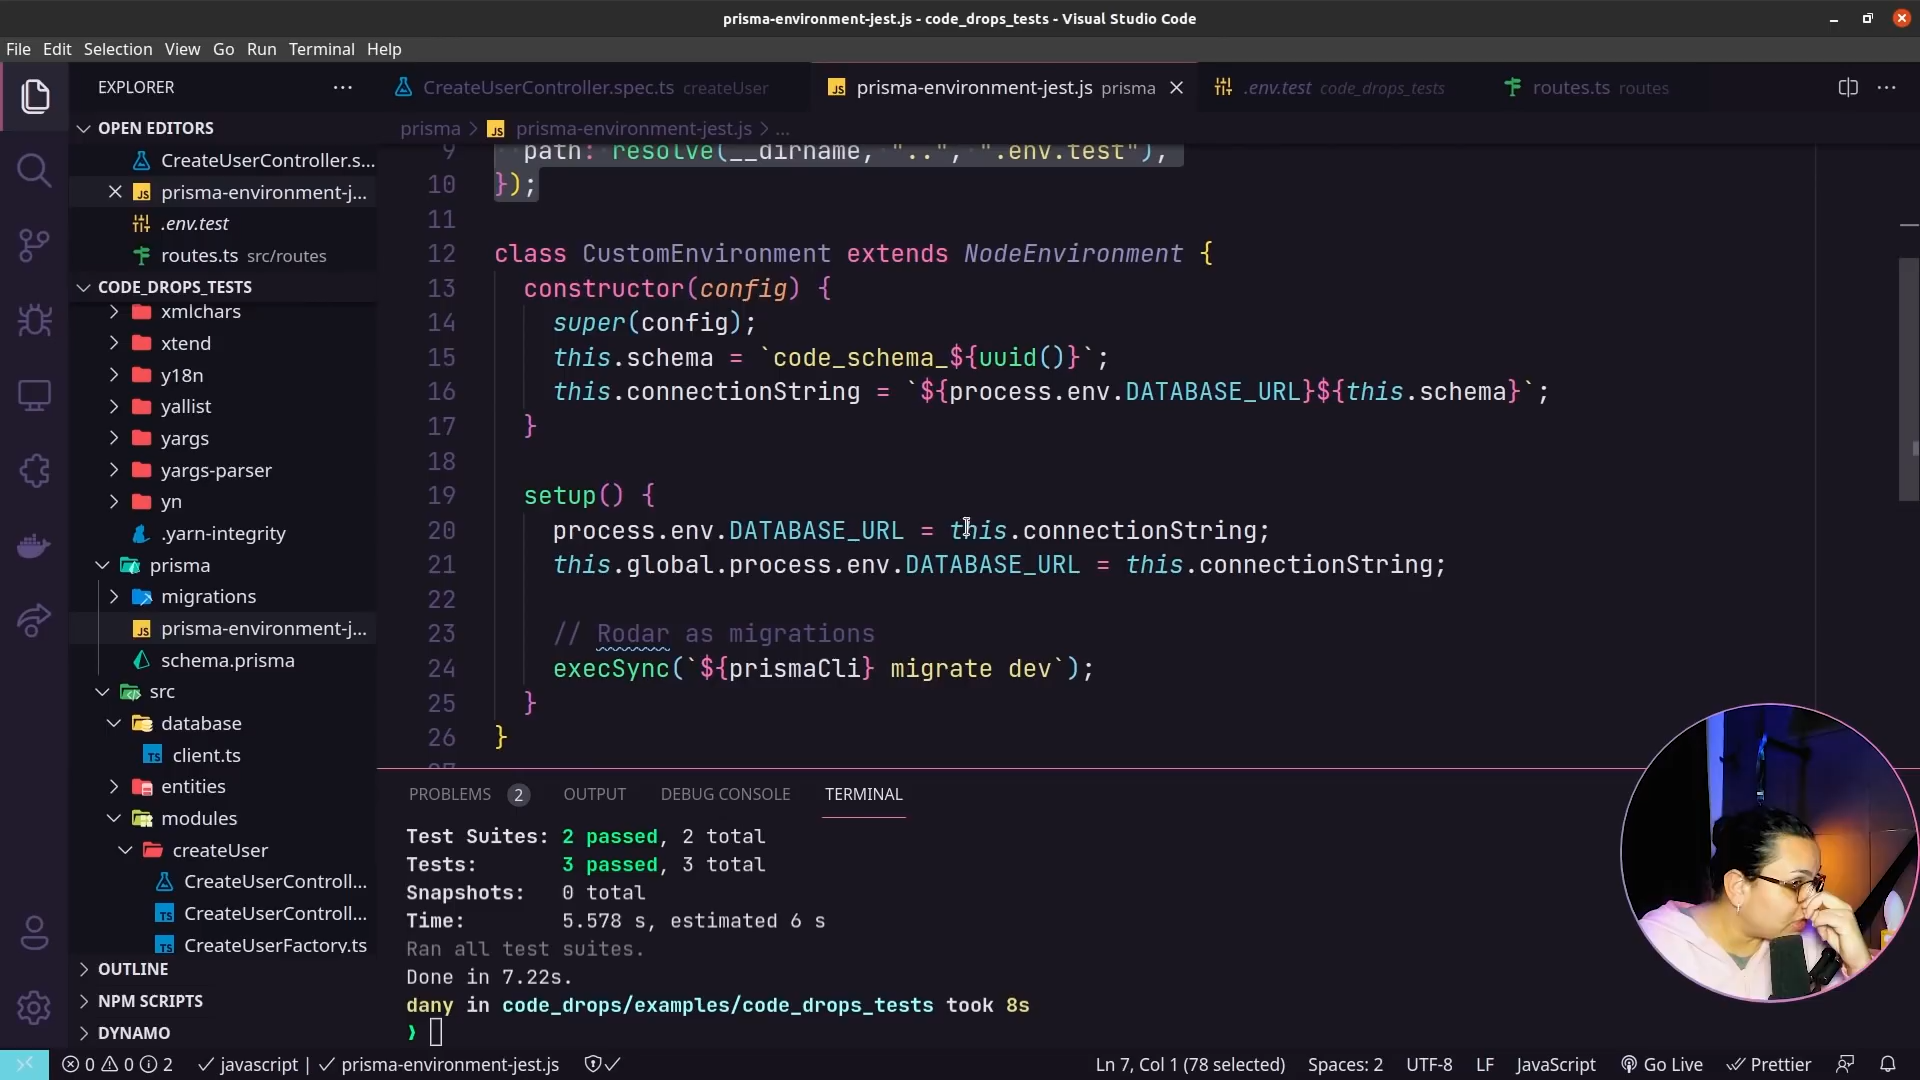 prisma-environment-jest.js - code_drops_tests - Visual Studio Code
File Edit Selection View Go Run Terminal Help
EXPLORER
OPEN EDITORS
CreateUserController.s...
prisma-environment-j...
.env.test
routes.ts src/routes
CODE_DROPS_TESTS
xmlchars
xtend
y18n
yallist
yargs
yargs-parser
yn
.yarn-integrity
prisma
migrations
prisma-environment-j...
schema.prisma
src
database
client.ts
entities
modules
createUser
CreateUserControll...
CreateUserControll...
CreateUserFactory.ts
OUTLINE
NPM SCRIPTS
DYNAMO
CreateUserController.spec.ts createUser
prisma-environment-jest.js prisma
.env.test code_drops_tests
routes.ts routes
prisma > prisma-environment-jest.js > ...
9 path: resolve(__dirname, "..", ".env.test"),
10 });
11
12 class CustomEnvironment extends NodeEnvironment {
13 constructor(config) {
14 super(config);
15 this.schema = `code_schema_${uuid()}`;
16 this.connectionString = `${process.env.DATABASE_URL}${this.schema}`;
17 }
18
19 setup() {
20 process.env.DATABASE_URL = this.connectionString;
21 this.global.process.env.DATABASE_URL = this.connectionString;
22
23 // Rodar as migrations
24 execSync(`${prismaCli} migrate dev`);
25 }
26 }
PROBLEMS 2 OUTPUT DEBUG CONSOLE TERMINAL
Test Suites: 2 passed, 2 total
Tests: 3 passed, 3 total
Snapshots: 0 total
Time: 5.578 s, estimated 6 s
Ran all test suites.
Done in 7.22s.
dany in code_drops/examples/code_drops_tests took 8s
❯
0 0 2 javascript | prisma-environment-jest.js
Ln 7, Col 1 (78 selected) Spaces: 2 UTF-8 LF JavaScript Go Live Prettier